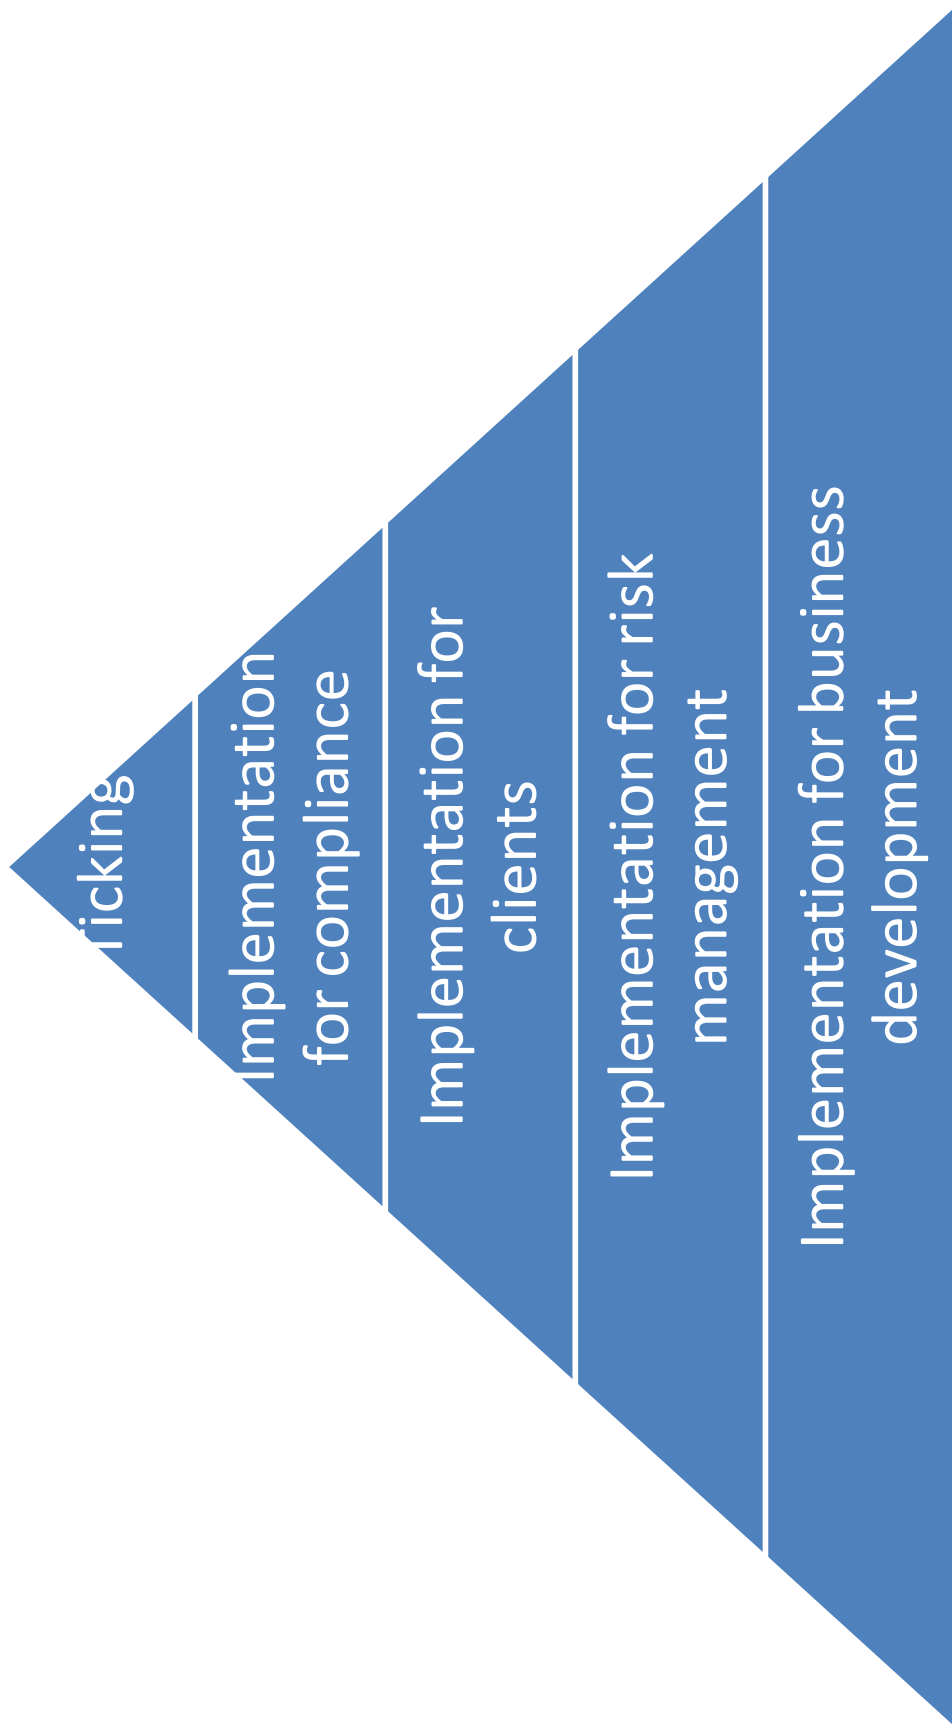 Ticking
Implementation
for compliance
Implementation for
clients
Implementation for risk
management
Implementation for business
development